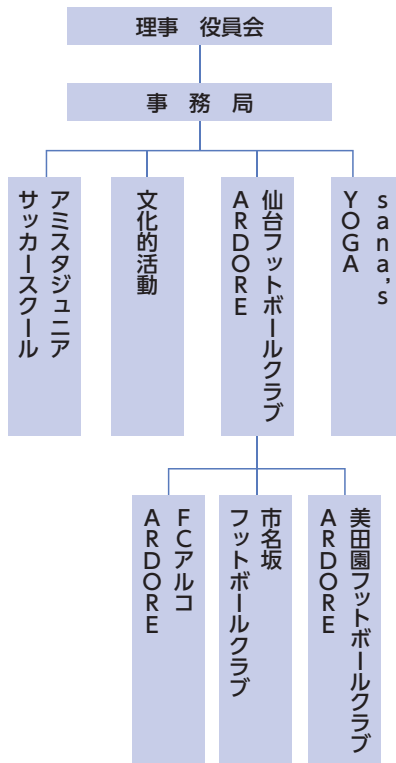 理事　役員会
事　務　局
アミスタジュニア
サッカースクール
文化的活動
仙台フットボールクラブ
ARDORE
sana's
YOGA
FCアルコ
ARDORE
市名坂
フットボールクラブ
美田園フットボールクラブ
ARDORE